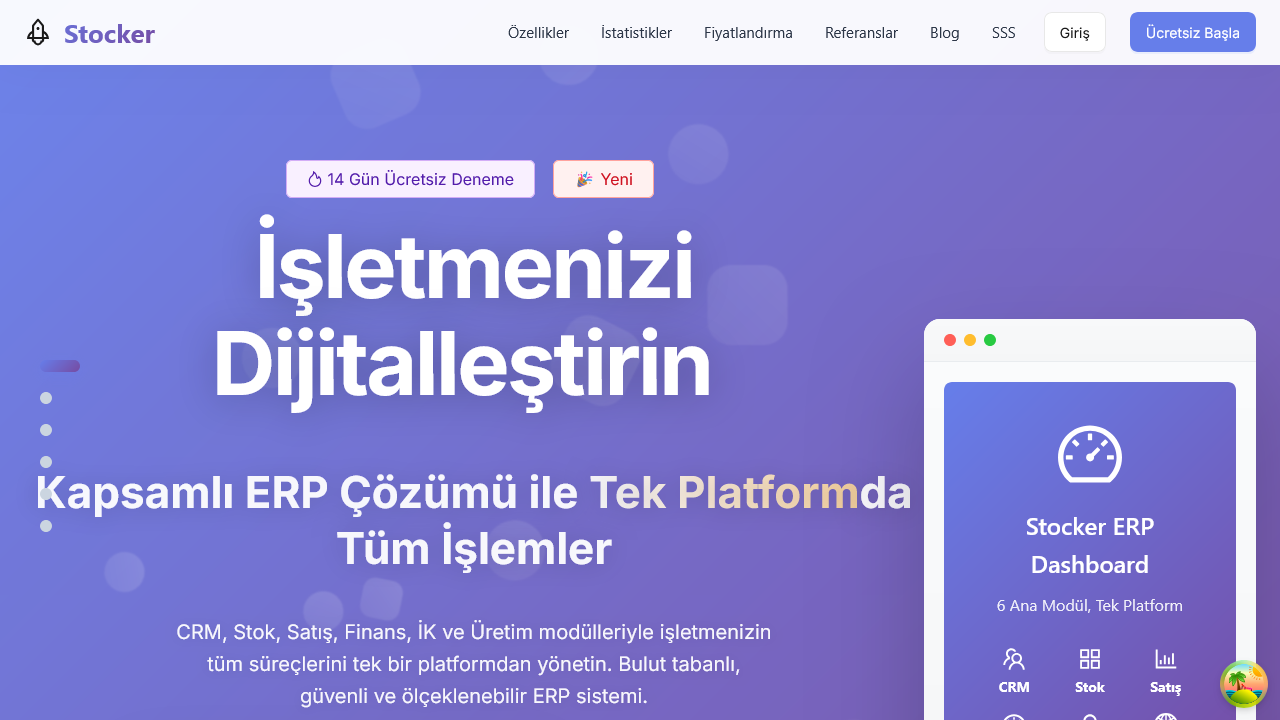 Stocker
Özellikler
İstatistikler
Fiyatlandırma
Referanslar
Blog
SSS
Giriş
Ücretsiz Başla
14 Gün Ücretsiz Deneme
🎉 Yeni
İşletmenizi
Dijitalleştirin
Kapsamlı ERP Çözümü ile Tek Platformda
Tüm İşlemler
CRM, Stok, Satış, Finans, İK ve Üretim modülleriyle işletmenizin
tüm süreçlerini tek bir platformdan yönetin. Bulut tabanlı,
güvenli ve ölçeklenebilir ERP sistemi.
Stocker ERP
Dashboard
6 Ana Modül, Tek Platform
CRM
Stok
Satış